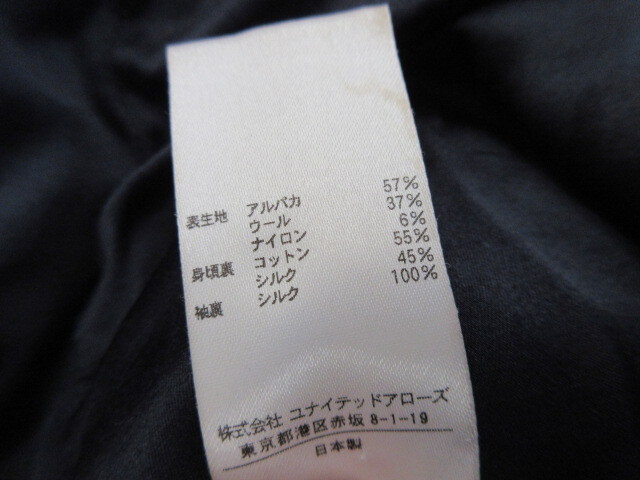 表生地 アルパカ 57%
ウール 37%
ナイロン 6%
身頃裏 コットン 55%
シルク 45%
袖裏 シルク 100%
株式会社 ユナイテッドアローズ
東京都港区赤坂 8-1-19
日本製